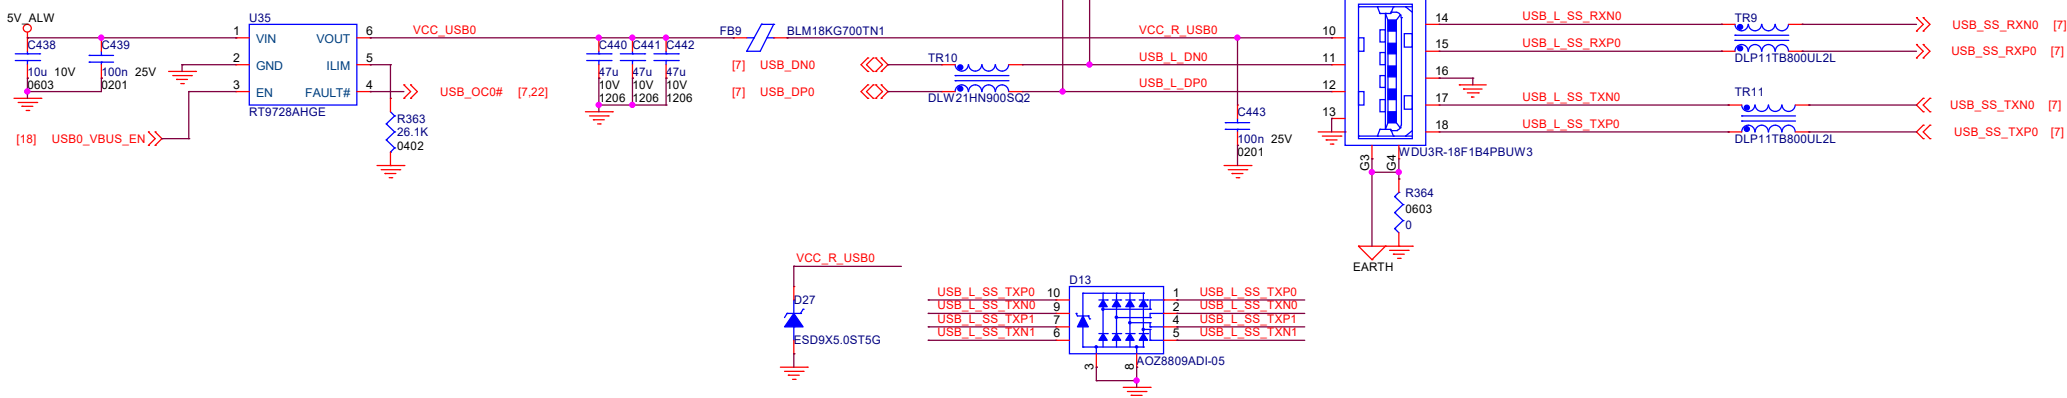 5V_ALW
C438
10u 10V
0603
C439
100n 25V
0201
U35
1 VIN VOUT 6
2 GND ILIM 5
3 EN FAULT# 4
RT9728AHGE
[18] USB0_VBUS_EN
VCC_USB0
USB_OC0# [7,22]
R363
26.1K
0402
C440 C441 C442
47u 47u 47u
10V 10V 10V
1206 1206 1206
FB9 BLM18KG700TN1
[7] USB_DN0
[7] USB_DP0
TR10
DLW21HN900SQ2
VCC_R_USB0
USB_L_DN0
USB_L_DP0
C443
100n 25V
0201
10
11
12
13
14
15
16
17
18
WDU3R-18F1B4PBUW3
G3 G4
R364
0603
0
EARTH
USB_L_SS_RXN0
USB_L_SS_RXP0
USB_L_SS_TXN0
USB_L_SS_TXP0
TR9
DLP11TB800UL2L
TR11
DLP11TB800UL2L
USB_SS_RXN0 [7]
USB_SS_RXP0 [7]
USB_SS_TXN0 [7]
USB_SS_TXP0 [7]
VCC_R_USB0
D27
ESD9X5.0ST5G
D13
USB_L_SS_TXP0 10 1 USB_L_SS_TXP0
USB_L_SS_TXN0 9 2 USB_L_SS_TXN0
USB_L_SS_TXP1 7 4 USB_L_SS_TXP1
USB_L_SS_TXN1 6 5 USB_L_SS_TXN1
3 8
AOZ8809ADI-05